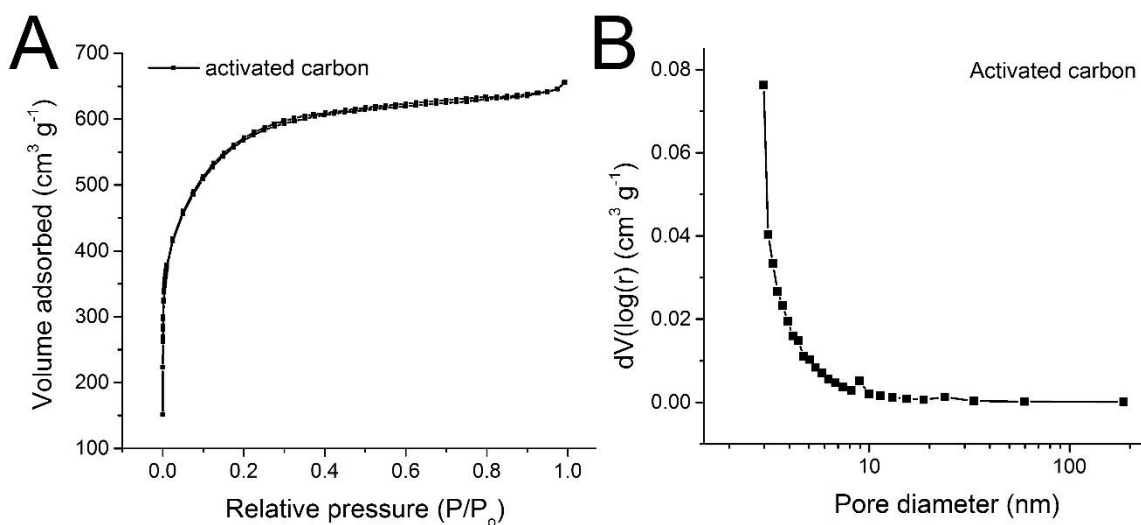 A
activated carbon
Volume adsorbed (cm³ g⁻¹)
700
600
500
400
300
200
100
0.0 0.2 0.4 0.6 0.8 1.0
Relative pressure (P/Pₒ)
B
Activated carbon
dV(log(r) (cm³ g⁻¹)
0.08
0.06
0.04
0.02
0.00
10 100
Pore diameter (nm)